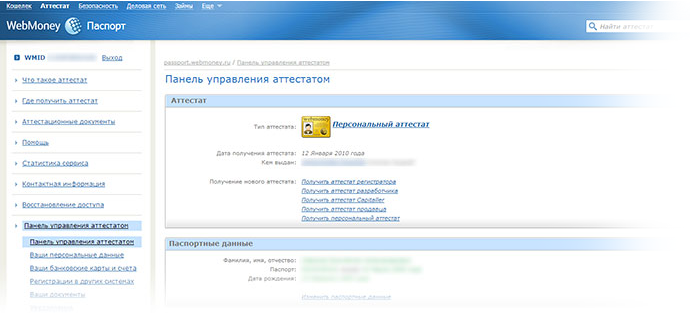 Кошелек Аттестат Безопасность Деловая сеть Займы Еще
WebMoney Паспорт
Найти аттестат
WMID Выход
Что такое аттестат
Где получить аттестат
Аттестационные документы
Помощь
Статистика сервиса
Контактная информация
Восстановление доступа
Панель управления аттестатом
Панель управления аттестатом
Ваши персональные данные
Ваши банковские карты и счета
Регистрации в других системах
Ваши документы
passport.webmoney.ru / Панель управления аттестатом
Панель управления аттестатом
Аттестат
Тип аттестата: Персональный аттестат
Дата получения аттестата: 12 Января 2010 года
Кем выдан:
Получение нового аттестата: Получить аттестат регистратора
Получить аттестат разработчика
Получить аттестат Capitaller
Получить аттестат продавца
Получить персональный аттестат
Паспортные данные
Фамилия, имя, отчество:
Паспорт:
Дата рождения:
Изменить паспортные данные